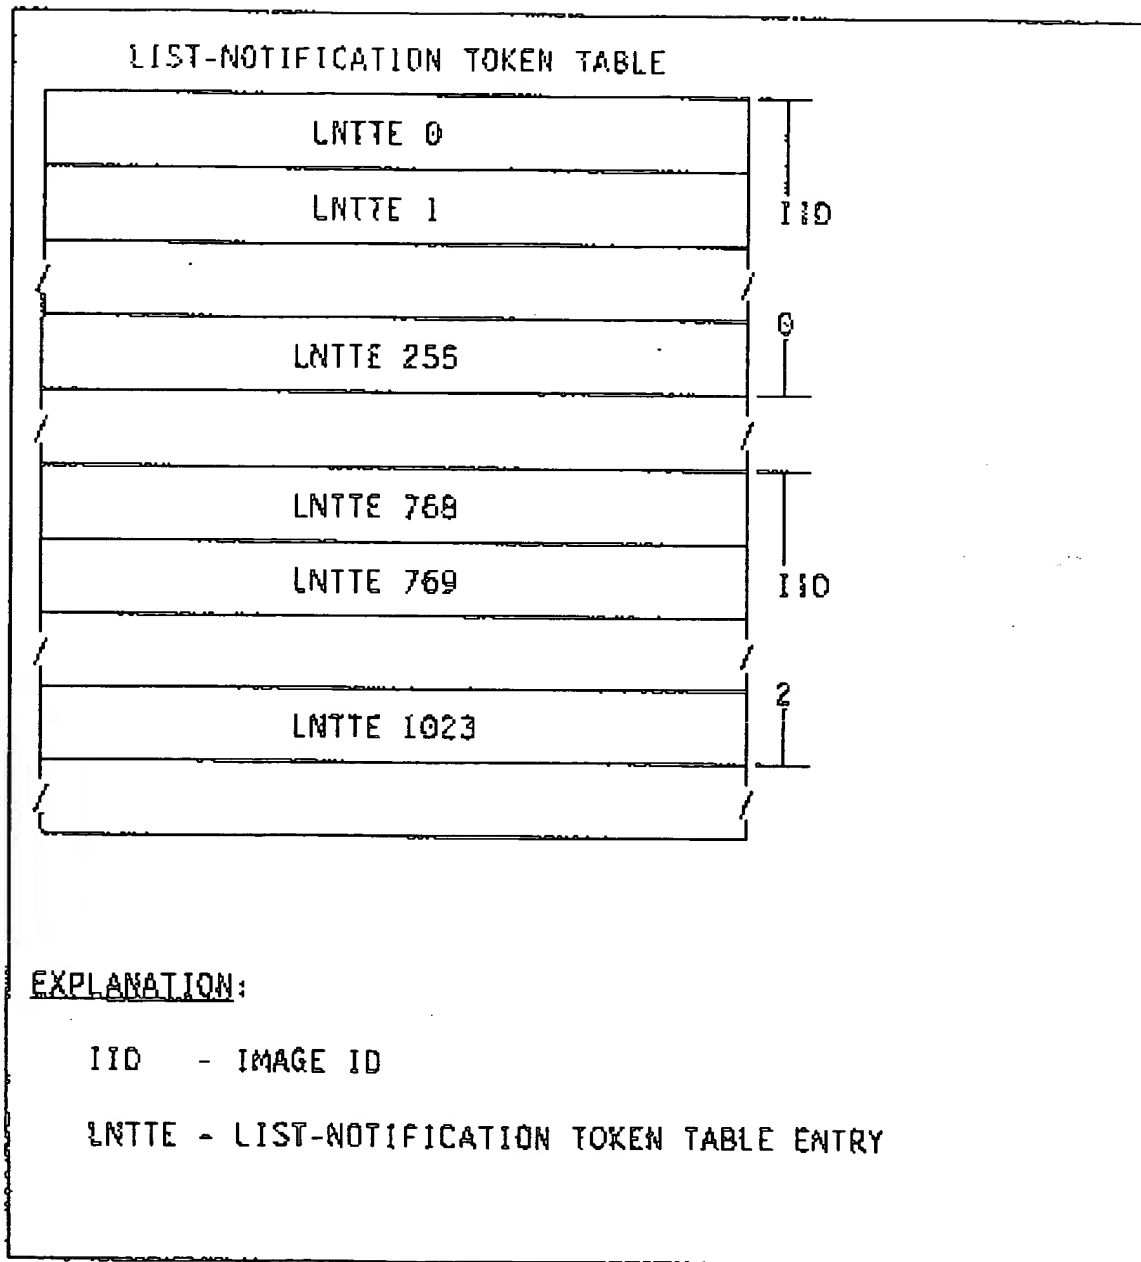 LIST-NOTIFICATION TOKEN TABLE
LNTTE 0
LNTTE 1
IID
0
LNTTE 255
LNTTE 768
LNTTE 769
IID
2
LNTTE 1023
EXPLANATION:
IID - IMAGE ID
LNTTE - LIST-NOTIFICATION TOKEN TABLE ENTRY